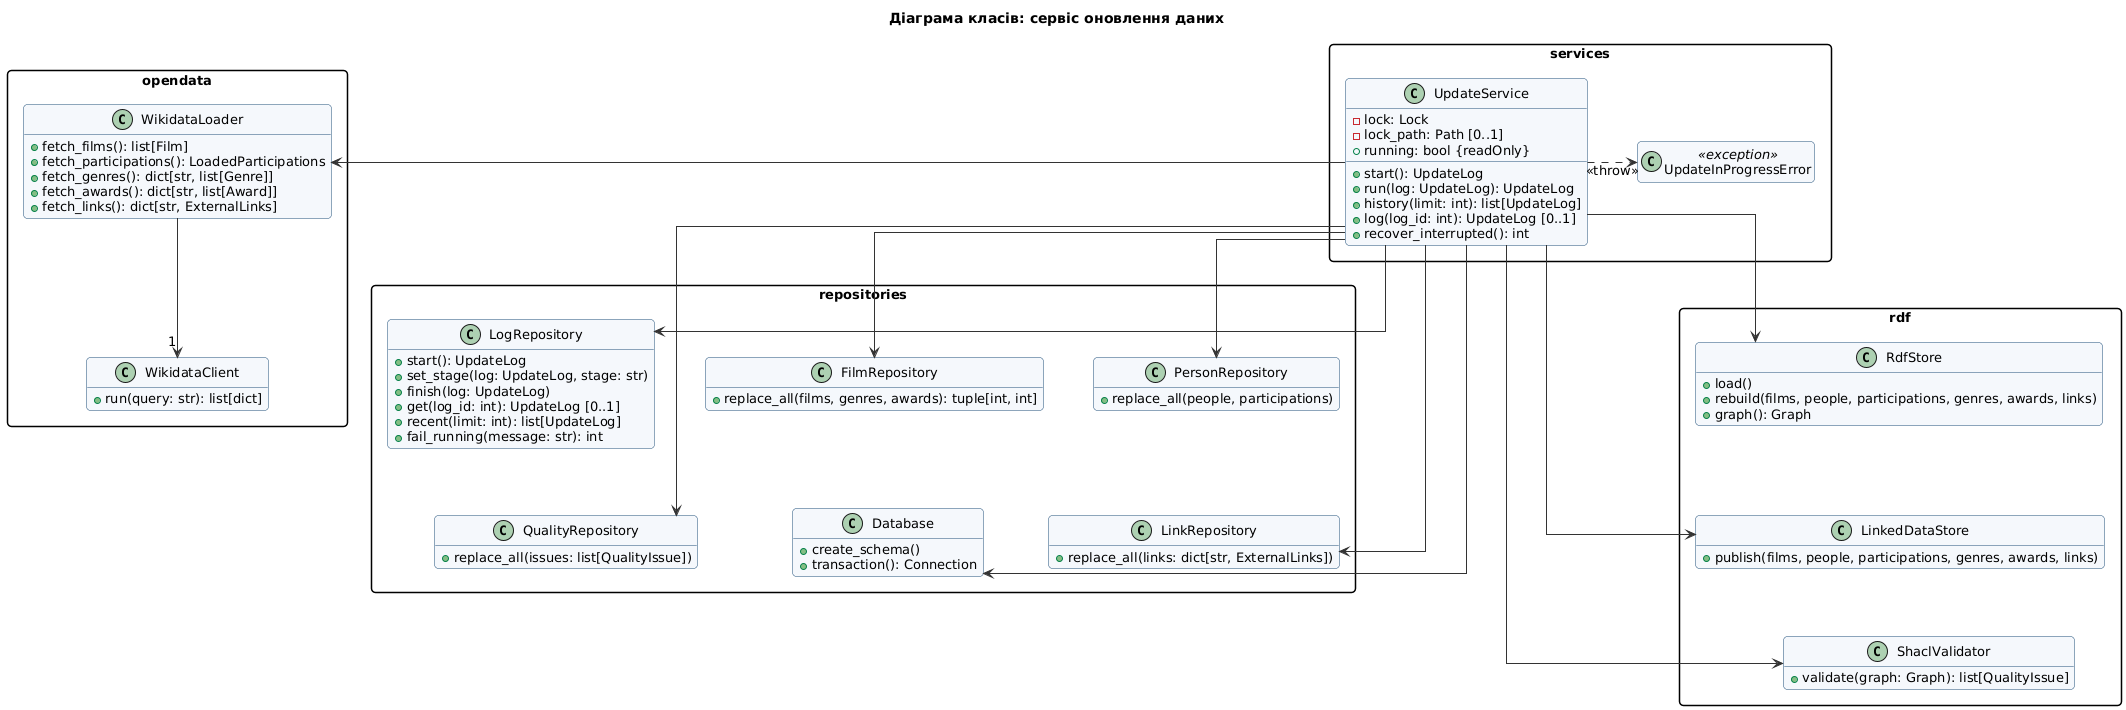 Діаграма класів: сервіс оновлення даних
services
C UpdateService
lock: Lock
lock_path: Path [0..1]
running: bool {readOnly}
start(): UpdateLog
run(log: UpdateLog): UpdateLog
history(limit: int): list[UpdateLog]
log(log_id: int): UpdateLog [0..1]
recover_interrupted(): int
«throw»
C «exception»
UpdateInProgressError
opendata
C WikidataLoader
fetch_films(): list[Film]
fetch_participations(): LoadedParticipations
fetch_genres(): dict[str, list[Genre]]
fetch_awards(): dict[str, list[Award]]
fetch_links(): dict[str, ExternalLinks]
1
C WikidataClient
run(query: str): list[dict]
repositories
C LogRepository
start(): UpdateLog
set_stage(log: UpdateLog, stage: str)
finish(log: UpdateLog)
get(log_id: int): UpdateLog [0..1]
recent(limit: int): list[UpdateLog]
fail_running(message: str): int
C FilmRepository
replace_all(films, genres, awards): tuple[int, int]
C PersonRepository
replace_all(people, participations)
C QualityRepository
replace_all(issues: list[QualityIssue])
C Database
create_schema()
transaction(): Connection
C LinkRepository
replace_all(links: dict[str, ExternalLinks])
rdf
C RdfStore
load()
rebuild(films, people, participations, genres, awards, links)
graph(): Graph
C LinkedDataStore
publish(films, people, participations, genres, awards, links)
C ShaclValidator
validate(graph: Graph): list[QualityIssue]